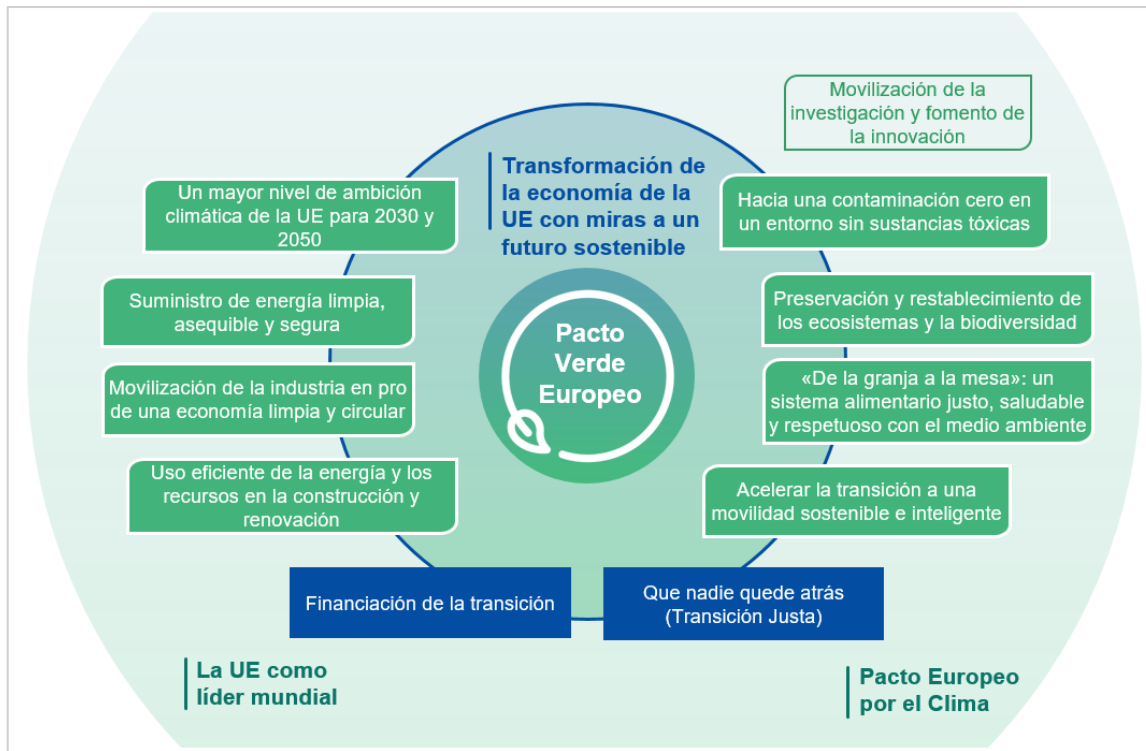 Movilización de la
investigación y fomento de
la innovación
Transformación de
la economía de la
UE con miras a un
futuro sostenible
Un mayor nivel de ambición
climática de la UE para 2030 y
2050
Hacia una contaminación cero en
un entorno sin sustancias tóxicas
Suministro de energía limpia,
asequible y segura
Preservación y restablecimiento de
los ecosistemas y la biodiversidad
Pacto
Verde
Europeo
Movilización de la industria en pro
de una economía limpia y circular
«De la granja a la mesa»: un
sistema alimentario justo, saludable
y respetuoso con el medio ambiente
Uso eficiente de la energía y los
recursos en la construcción y
renovación
Acelerar la transición a una
movilidad sostenible e inteligente
Financiación de la transición
Que nadie quede atrás
(Transición Justa)
La UE como
líder mundial
Pacto Europeo
por el Clima